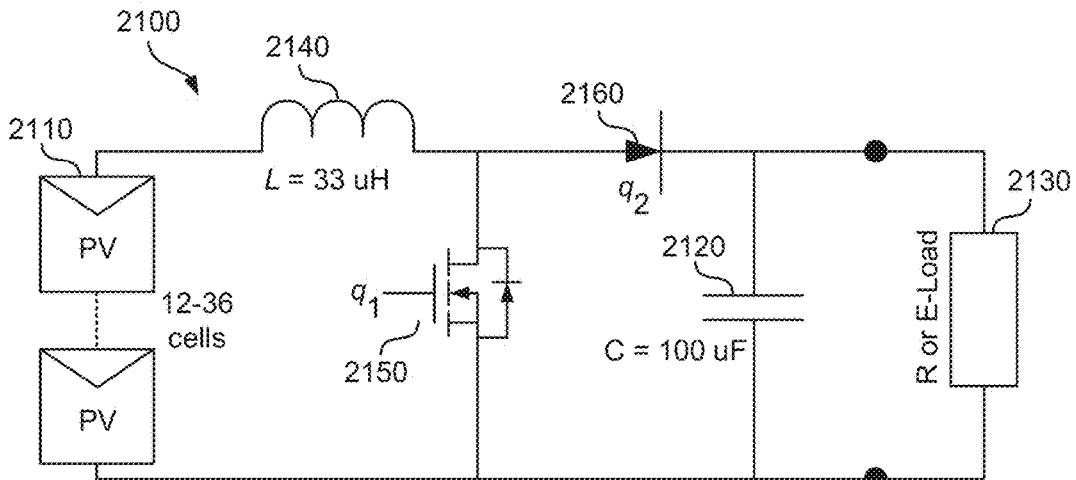 2100
2140
2110
2160
L = 33 uH
q2
2130
PV
2120
12-36
cells
q1
2150
C = 100 uF
R or E-Load
PV